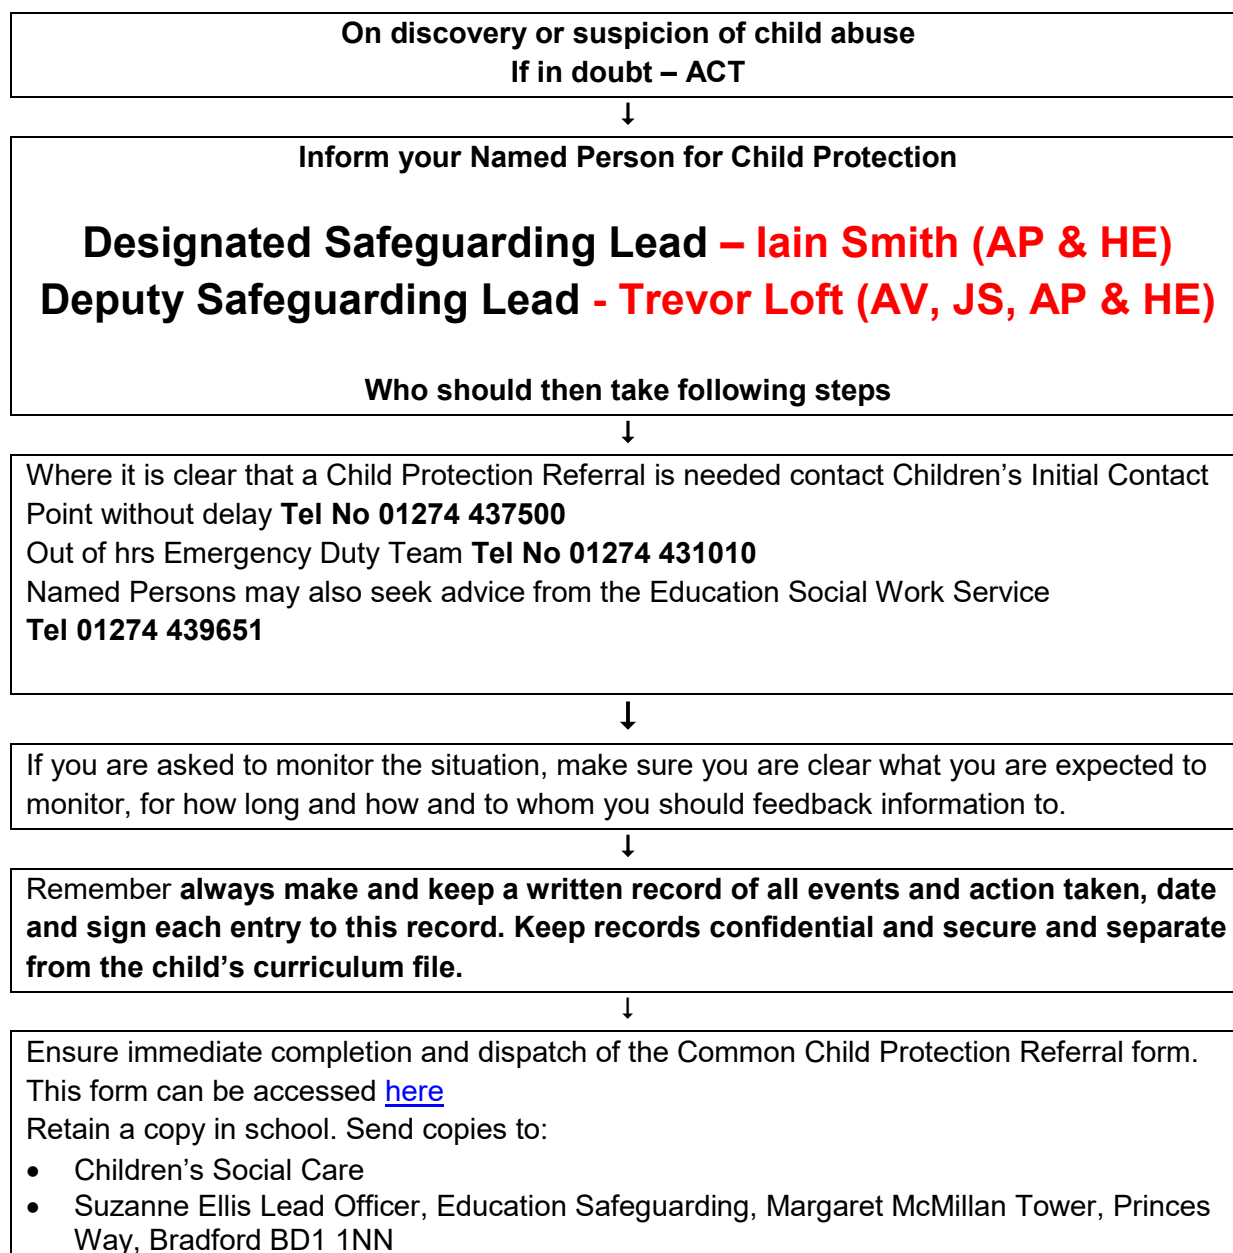 On discovery or suspicion of child abuse
If in doubt – ACT
↓
Inform your Named Person for Child Protection
Designated Safeguarding Lead – Iain Smith (AP & HE)
Deputy Safeguarding Lead - Trevor Loft (AV, JS, AP & HE)
Who should then take following steps
↓
Where it is clear that a Child Protection Referral is needed contact Children’s Initial Contact
Point without delay Tel No 01274 437500
Out of hrs Emergency Duty Team Tel No 01274 431010
Named Persons may also seek advice from the Education Social Work Service
Tel 01274 439651
↓
If you are asked to monitor the situation, make sure you are clear what you are expected to
monitor, for how long and how and to whom you should feedback information to.
↓
Remember always make and keep a written record of all events and action taken, date
and sign each entry to this record. Keep records confidential and secure and separate
from the child’s curriculum file.
↓
Ensure immediate completion and dispatch of the Common Child Protection Referral form.
This form can be accessed here
Retain a copy in school. Send copies to:
• Children’s Social Care
• Suzanne Ellis Lead Officer, Education Safeguarding, Margaret McMillan Tower, Princes
Way, Bradford BD1 1NN